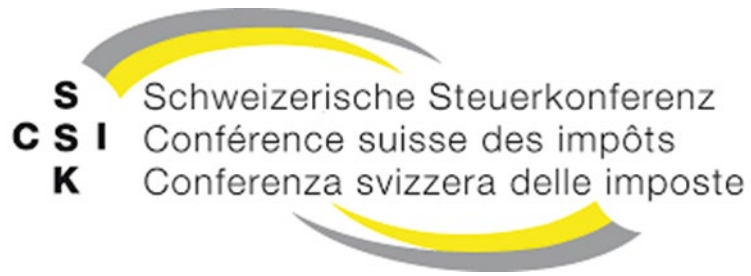 S Schweizerische Steuerkonferenz
C S I Conférence suisse des impôts
K Conferenza svizzera delle imposte